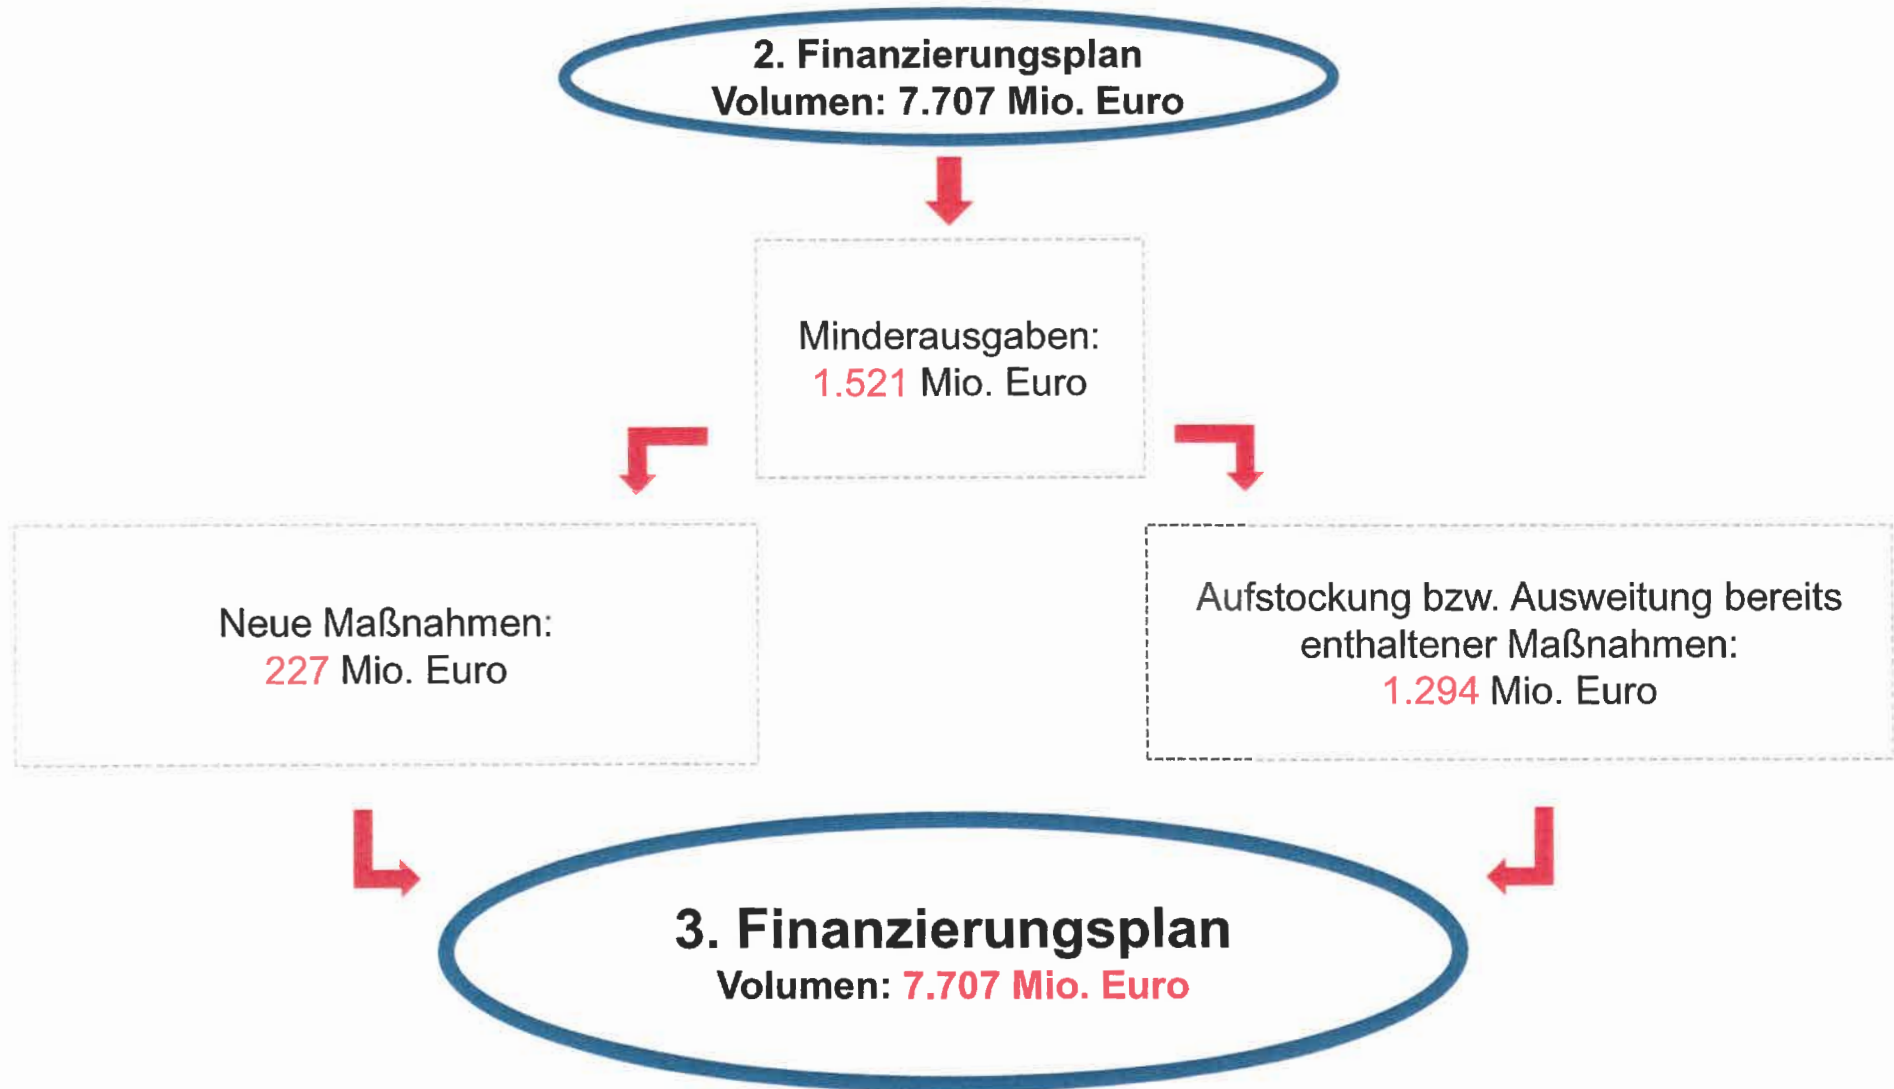 2. Finanzierungsplan
Volumen: 7.707 Mio. Euro
Minderausgaben:
1.521 Mio. Euro
Neue Maßnahmen:
227 Mio. Euro
Aufstockung bzw. Ausweitung bereits
enthaltener Maßnahmen:
1.294 Mio. Euro
3. Finanzierungsplan
Volumen: 7.707 Mio. Euro